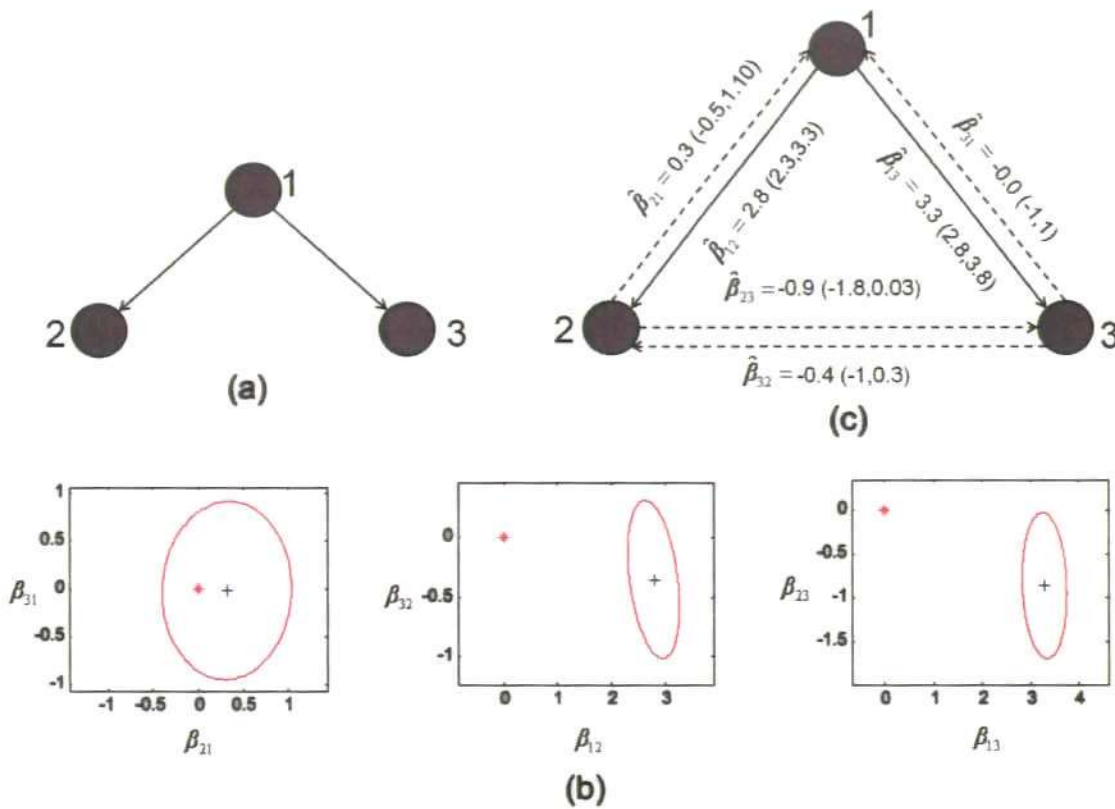 1
2
3
(a)
1
β̂21 = 0.3 (-0.5,1.10)
β̂12 = 2.8 (2.3,3.3)
β̂13 = 3.3 (2.8,3.8)
β̂31 = -0.0 (-1,1)
β̂23 = -0.9 (-1.8,0.03)
2
3
β̂32 = -0.4 (-1,0.3)
(c)
1
0.5
0
-0.5
-1
β31
-1 -0.5 0 0.5 1
β21
0
-0.5
-1
β32
0 1 2 3
β12
0
-0.5
-1
-1.5
β23
0 1 2 3 4
β13
(b)